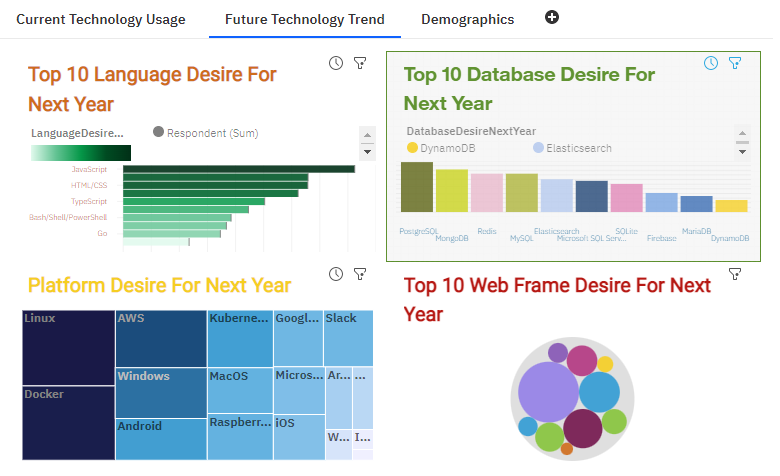 Current Technology Usage
Future Technology Trend
Demographics
Top 10 Language Desire For
Next Year
LanguageDesire...
Respondent (Sum)
JavaScript
HTML/CSS
TypeScript
Bash/Shell/PowerShell
Go
Top 10 Database Desire For
Next Year
DatabaseDesireNextYear
DynamoDB
Elasticsearch
PostgreSQL
MongoDB
Redis
MySQL
Elasticsearch
Microsoft SQL Serv...
SQLite
Firebase
MariaDB
DynamoDB
Platform Desire For Next Year
Linux
Docker
AWS
Windows
Android
Kuberne...
MacOS
Raspberr...
Googl...
Slack
Micros...
iOS
Ar...
...
W...
I...
Top 10 Web Frame Desire For Next
Year